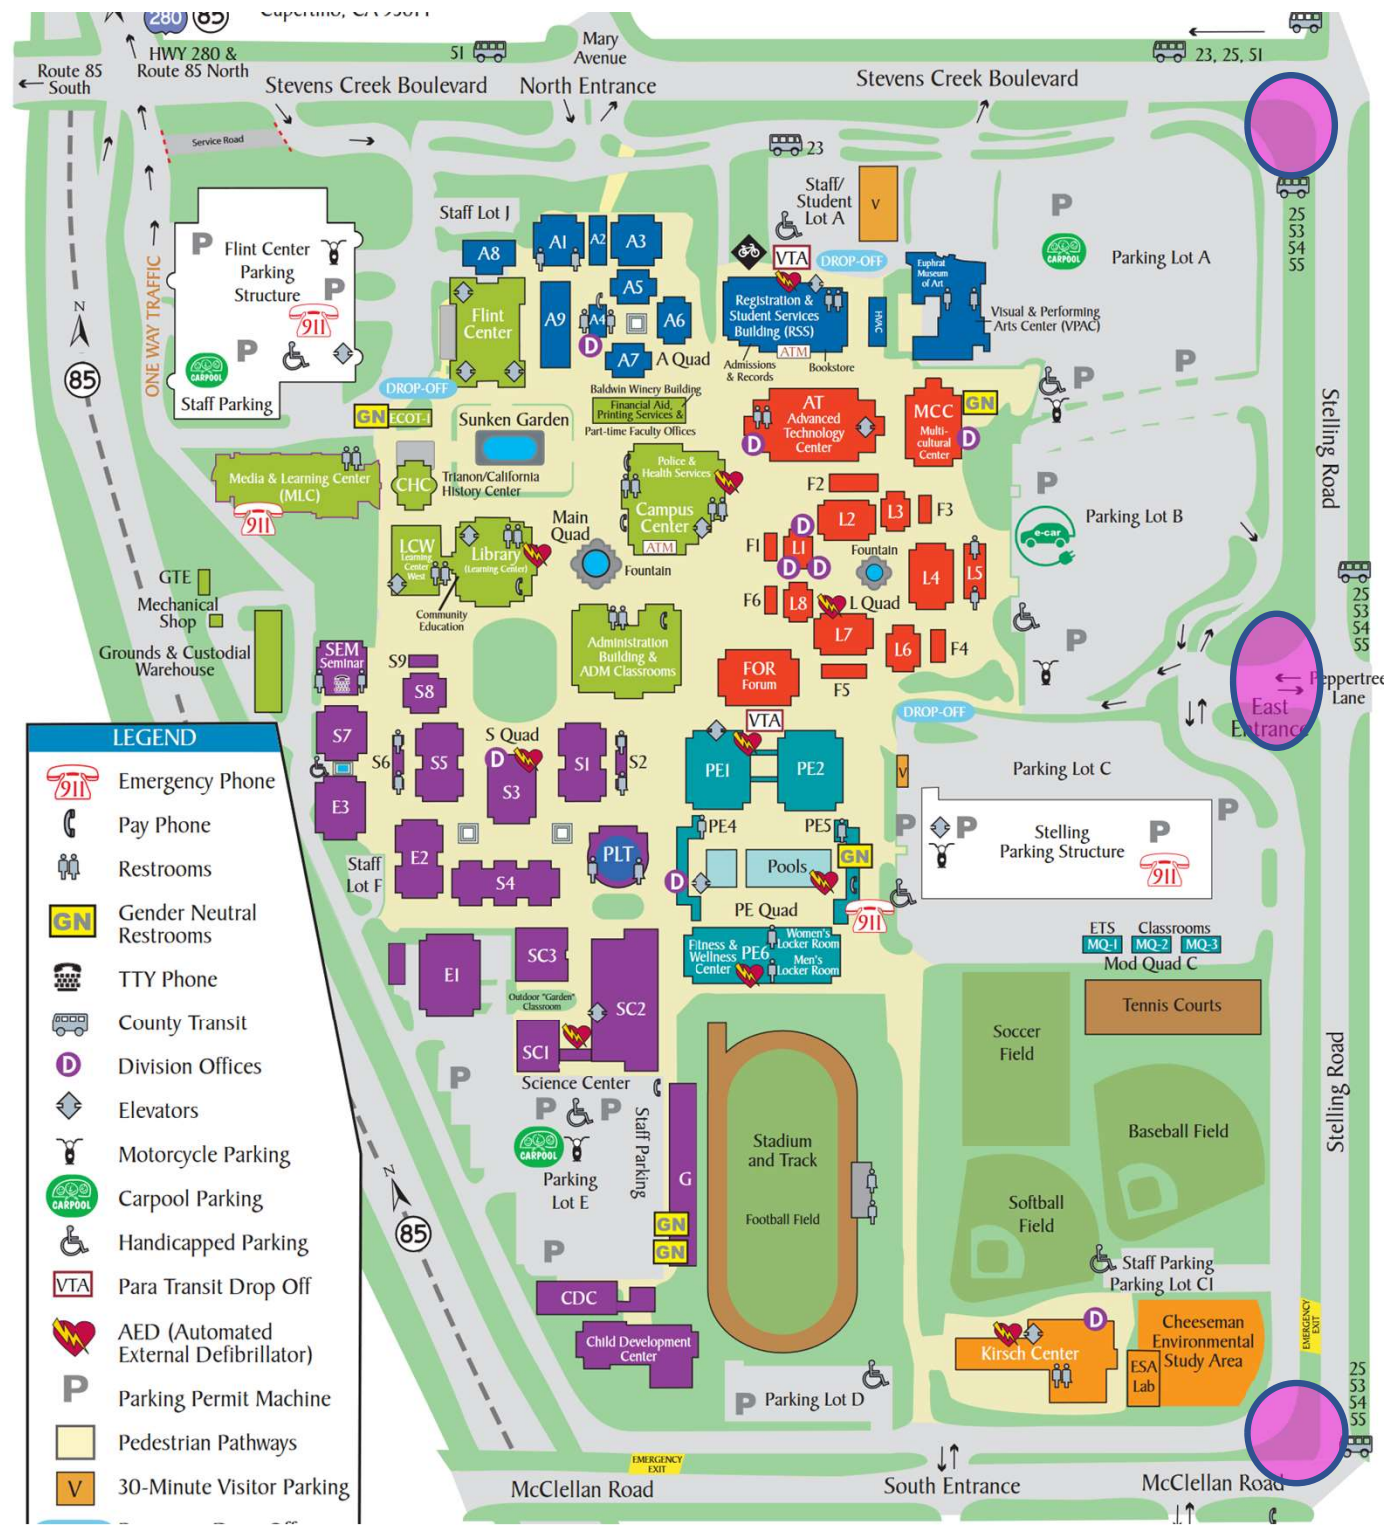 280 85
HWY 280 &
Route 85 North
Route 85
South
51
Mary
Avenue
23, 25, 51
Stevens Creek Boulevard
North Entrance
Stevens Creek Boulevard
Service Road
23
Staff/
Student
Lot A
V
P
25
53
54
55
Staff Lot J
A1
A2
A3
A8
P
Flint Center
Parking
Structure
P
911
P
CARPOOL
Staff Parking
ONE WAY TRAFFIC
N
85
VTA
DROP-OFF
Euphrat
Museum
of Art
CARPOOL
Parking Lot A
A5
Flint
Center
A9
A4
A6
D
A7
A Quad
Registration &
Student Services
Building (RSS)
ATM
HVAC
Visual & Performing
Arts Center (VPAC)
Admissions
& Records
Bookstore
P
P
DROP-OFF
GN
ECOT-1
Sunken Garden
Baldwin Winery Building
Financial Aid,
Printing Services &
Part-time Faculty Offices
AT
Advanced
Technology
Center
D
MCC
Multi-
cultural
Center
GN
D
Stelling Road
Media & Learning Center
(MLC)
911
CHC
Trianon/California
History Center
Police &
Health Services
Campus
Center
ATM
F2
L2
L3
F3
P
e-car
Parking Lot B
Main
Quad
Fountain
LCW
Learning
Center
West
Library
(Learning Center)
Community
Education
D
F1
L1
D
D
Fountain
L4
L5
F6
L8
L Quad
L7
L6
F4
F5
GTE
Mechanical
Shop
Grounds & Custodial
Warehouse
25
53
54
55
P
Administration
Building &
ADM Classrooms
FOR
Forum
SEM
Seminar
S9
S8
Peppertree
Lane
East
Entrance
DROP-OFF
VTA
S7
S Quad
S6
S5
D
S3
S1
S2
PE1
PE2
V
Parking Lot C
E3
P
P
Stelling
Parking Structure
P
P
911
PE4
PE5
GN
Pools
D
PE Quad
911
Staff
Lot F
E2
S4
PLT
ETS
Classrooms
MQ-1
MQ-2
MQ-3
Mod Quad C
Tennis Courts
Fitness &
Wellness
Center
PE6
Women's
Locker Room
Men's
Locker Room
E1
SC3
Outdoor "Garden"
Classroom
SC2
SC1
Science Center
Soccer
Field
Stelling Road
Baseball Field
P
P
P
CARPOOL
Parking
Lot E
Staff Parking
P
G
GN
GN
Stadium
and Track
Football Field
Softball
Field
Staff Parking
Parking Lot C1
N
85
CDC
Child Development
Center
D
Kirsch Center
Cheeseman
Environmental
Study Area
ESA
Lab
EMERGENCY
EXIT
25
53
54
55
P
Parking Lot D
EMERGENCY
EXIT
McClellan Road
South Entrance
McClellan Road
LEGEND
911 Emergency Phone
Pay Phone
Restrooms
GN Gender Neutral
Restrooms
TTY Phone
County Transit
D Division Offices
Elevators
Motorcycle Parking
CARPOOL Carpool Parking
Handicapped Parking
VTA Para Transit Drop Off
AED (Automated
External Defibrillator)
P Parking Permit Machine
Pedestrian Pathways
V 30-Minute Visitor Parking